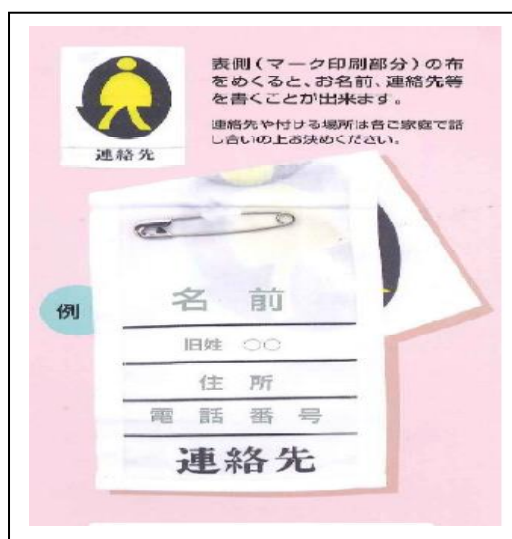 表側(マーク印刷部分)の布
をめくると、お名前、連絡先等
を書くことが出来ます。
連絡先や付ける場所は各ご家庭で話
し合いの上お決めください。
連絡先
例
名前
旧姓 ○○
住所
電話番号
連絡先